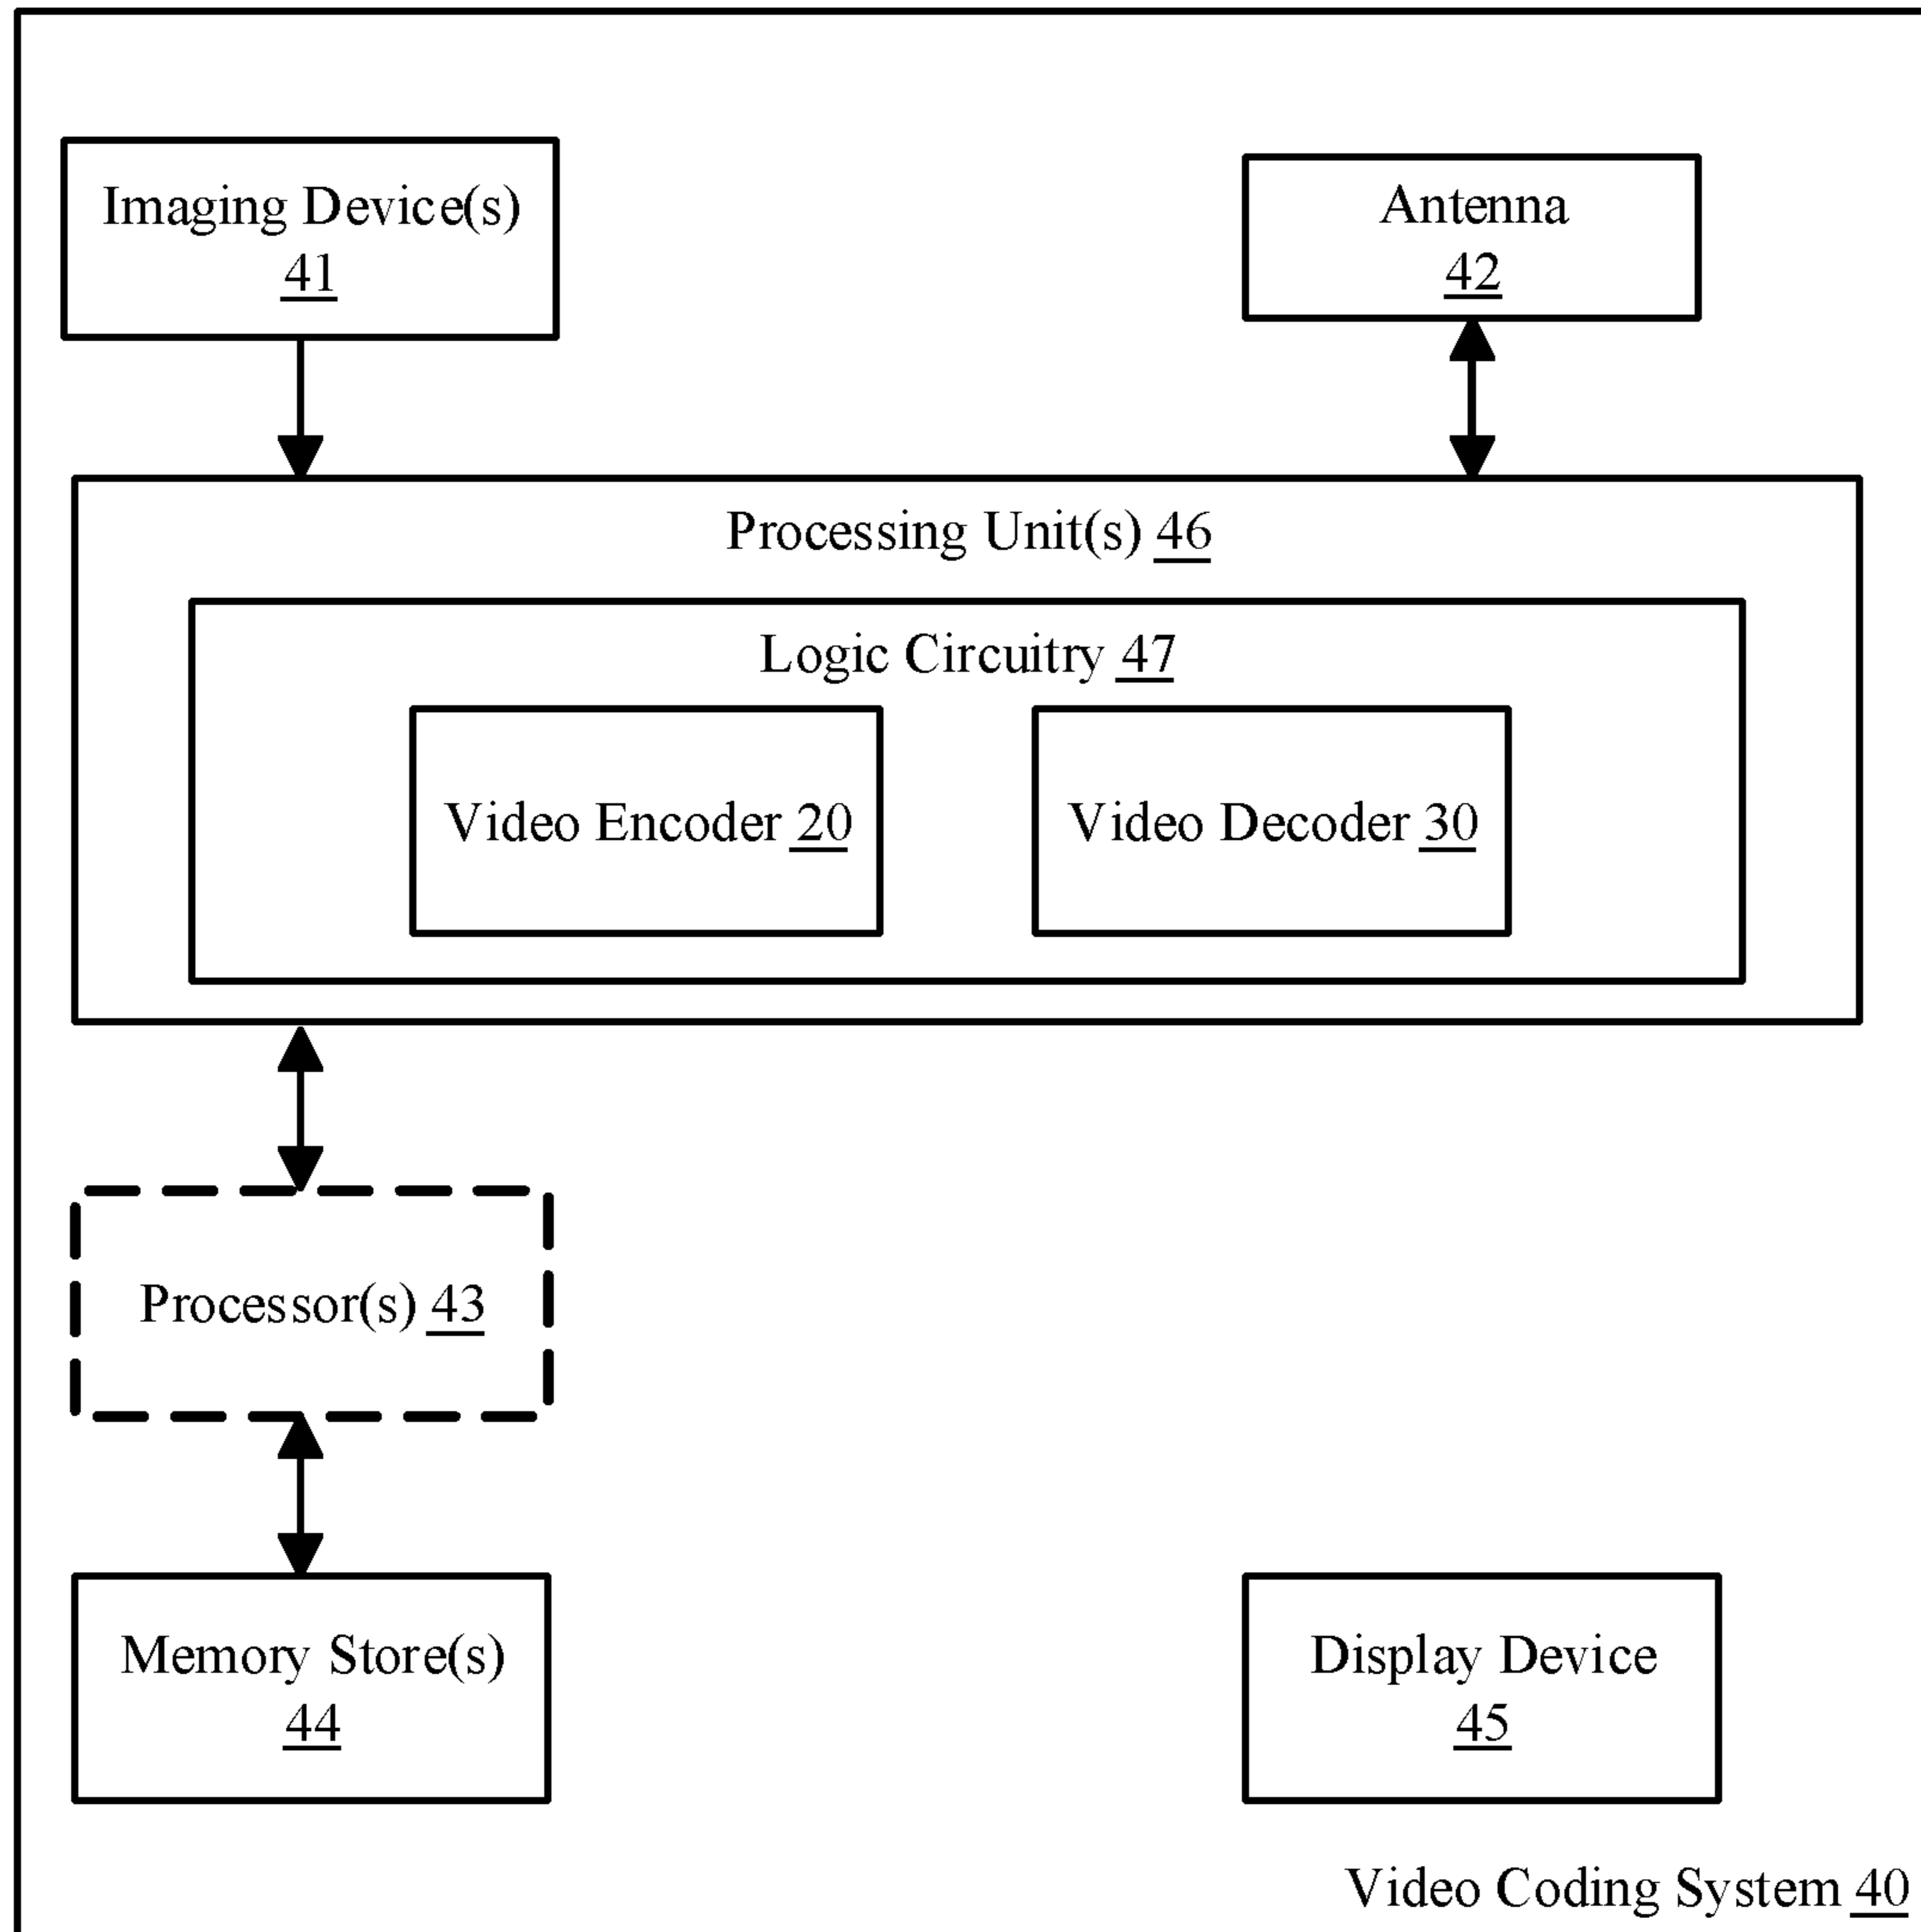 Imaging Device(s)
41
Antenna
42
Processing Unit(s) 46
Logic Circuitry 47
Video Encoder 20
Video Decoder 30
Processor(s) 43
Memory Store(s)
44
Display Device
45
Video Coding System 40